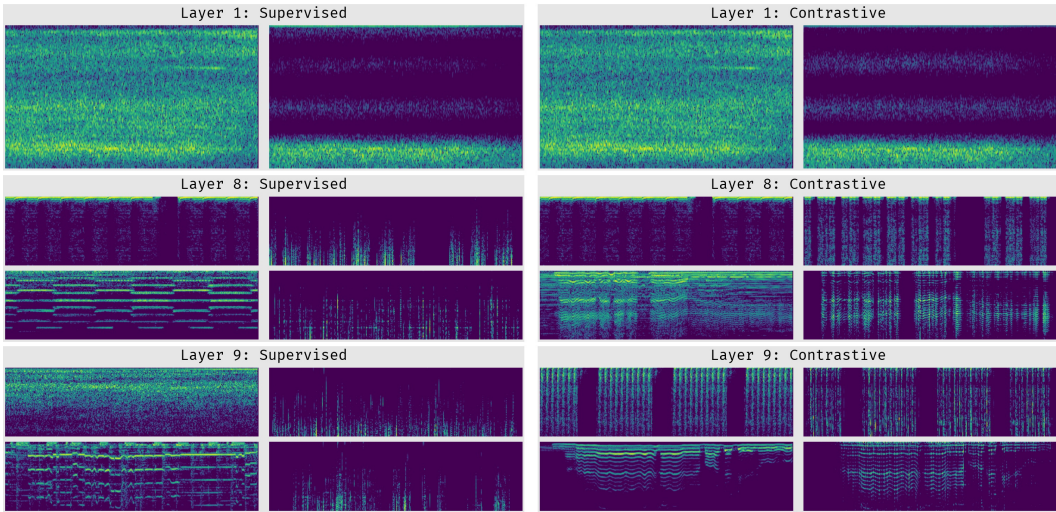 Layer 1: Supervised
Layer 1: Contrastive
Layer 8: Supervised
Layer 8: Contrastive
Layer 9: Supervised
Layer 9: Contrastive